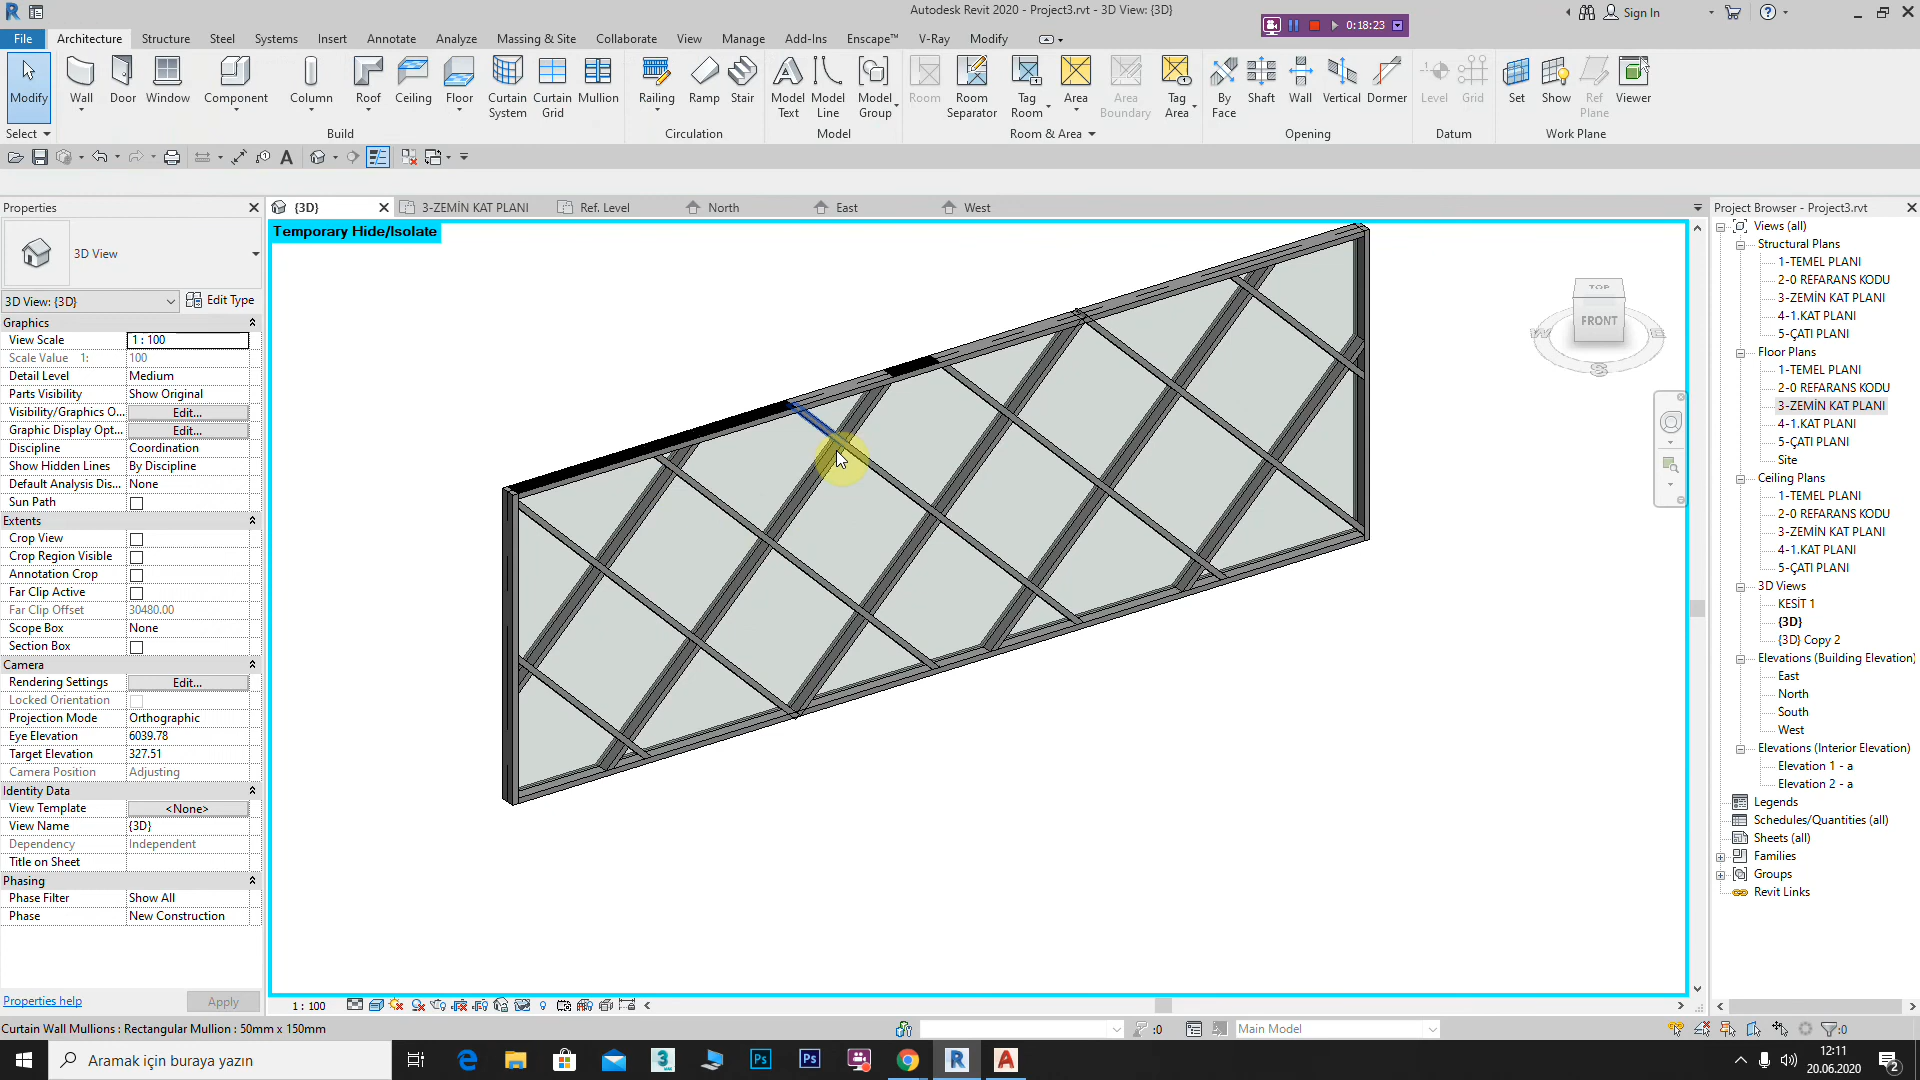 Autodesk Revit 2020 - Project3.rvt - 3D View: {3D}
0:18:23
Sign In
File
Architecture
Structure
Steel
Systems
Insert
Annotate
Analyze
Massing & Site
Collaborate
View
Manage
Add-Ins
Enscape™
V-Ray
Modify
Modify
Wall
Door
Window
Component
Column
Roof
Ceiling
Floor
Curtain System
Curtain Grid
Mullion
Railing
Ramp
Stair
Model Text
Model Line
Model Group
Room
Room Separator
Tag Room
Area
Area Boundary
Tag Area
By Face
Shaft
Wall
Vertical
Dormer
Level
Grid
Set
Show
Ref Plane
Viewer
Select
Build
Circulation
Model
Room & Area
Opening
Datum
Work Plane
Properties
3D View
3D View: {3D}
Edit Type
Graphics
View Scale 1 : 100
Scale Value 1: 100
Detail Level Medium
Parts Visibility Show Original
Visibility/Graphics O... Edit...
Graphic Display Opt... Edit...
Discipline Coordination
Show Hidden Lines By Discipline
Default Analysis Dis... None
Sun Path
Extents
Crop View
Crop Region Visible
Annotation Crop
Far Clip Active
Far Clip Offset 30480.00
Scope Box None
Section Box
Camera
Rendering Settings Edit...
Locked Orientation
Projection Mode Orthographic
Eye Elevation 6039.78
Target Elevation 327.51
Camera Position Adjusting
Identity Data
View Template <None>
View Name {3D}
Dependency Independent
Title on Sheet
Phasing
Phase Filter Show All
Phase New Construction
Properties help
Apply
{3D}
3-ZEMİN KAT PLANI
Ref. Level
North
East
West
Temporary Hide/Isolate
TOP
FRONT
W
E
S
1 : 100
Project Browser - Project3.rvt
Views (all)
Structural Plans
1-TEMEL PLANI
2-0 REFARANS KODU
3-ZEMİN KAT PLANI
4-1.KAT PLANI
5-ÇATI PLANI
Floor Plans
1-TEMEL PLANI
2-0 REFARANS KODU
3-ZEMİN KAT PLANI
4-1.KAT PLANI
5-ÇATI PLANI
Site
Ceiling Plans
1-TEMEL PLANI
2-0 REFARANS KODU
3-ZEMİN KAT PLANI
4-1.KAT PLANI
5-ÇATI PLANI
3D Views
KESİT 1
{3D}
{3D} Copy 2
Elevations (Building Elevation)
East
North
South
West
Elevations (Interior Elevation)
Elevation 1 - a
Elevation 2 - a
Legends
Schedules/Quantities (all)
Sheets (all)
Families
Groups
Revit Links
Curtain Wall Mullions : Rectangular Mullion : 50mm x 150mm
:0
Main Model
:0
Aramak için buraya yazın
12:11
20.06.2020
2